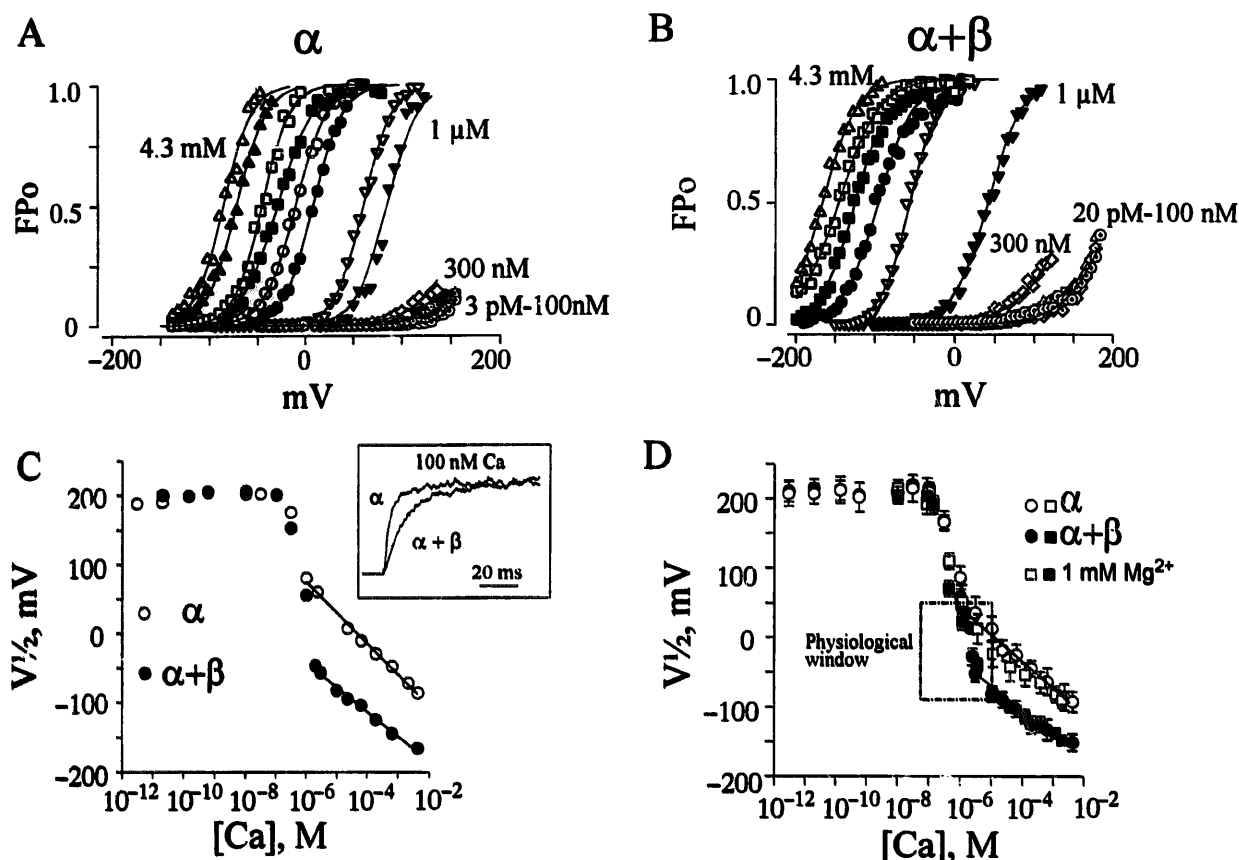 A
α
FPo
1.0
0.5
0
4.3 mM
1 μM
300 nM
3 pM-100nM
−200
0
200
mV
B
α+β
FPo
1.0
0.5
0
4.3 mM
1 μM
20 pM-100 nM
300 nM
−200
0
200
mV
C
V½, mV
200
100
0
−100
−200
α
α+β
100 nM Ca
α
α + β
20 ms
10⁻¹² 10⁻¹⁰ 10⁻⁸ 10⁻⁶ 10⁻⁴ 10⁻²
[Ca], M
D
V½, mV
200
100
0
−100
−200
α
α+β
1 mM Mg²⁺
Physiological
window
10⁻¹² 10⁻¹⁰ 10⁻⁸ 10⁻⁶ 10⁻⁴ 10⁻²
[Ca], M